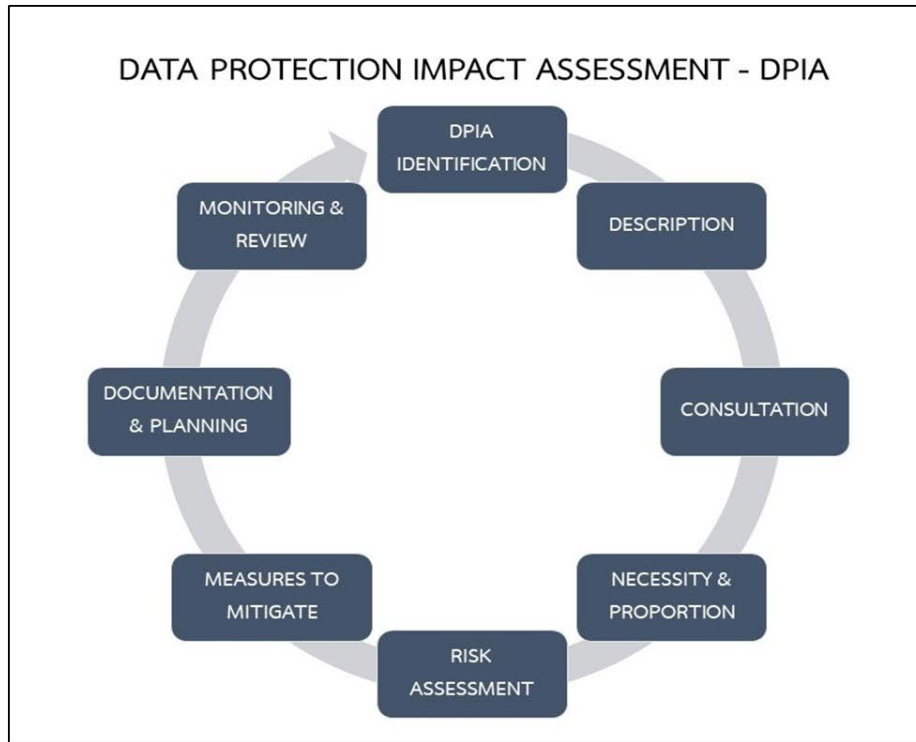 DATA PROTECTION IMPACT ASSESSMENT - DPIA
DPIA
IDENTIFICATION
DESCRIPTION
CONSULTATION
NECESSITY &
PROPORTION
RISK
ASSESSMENT
MEASURES TO
MITIGATE
DOCUMENTATION
& PLANNING
MONITORING &
REVIEW